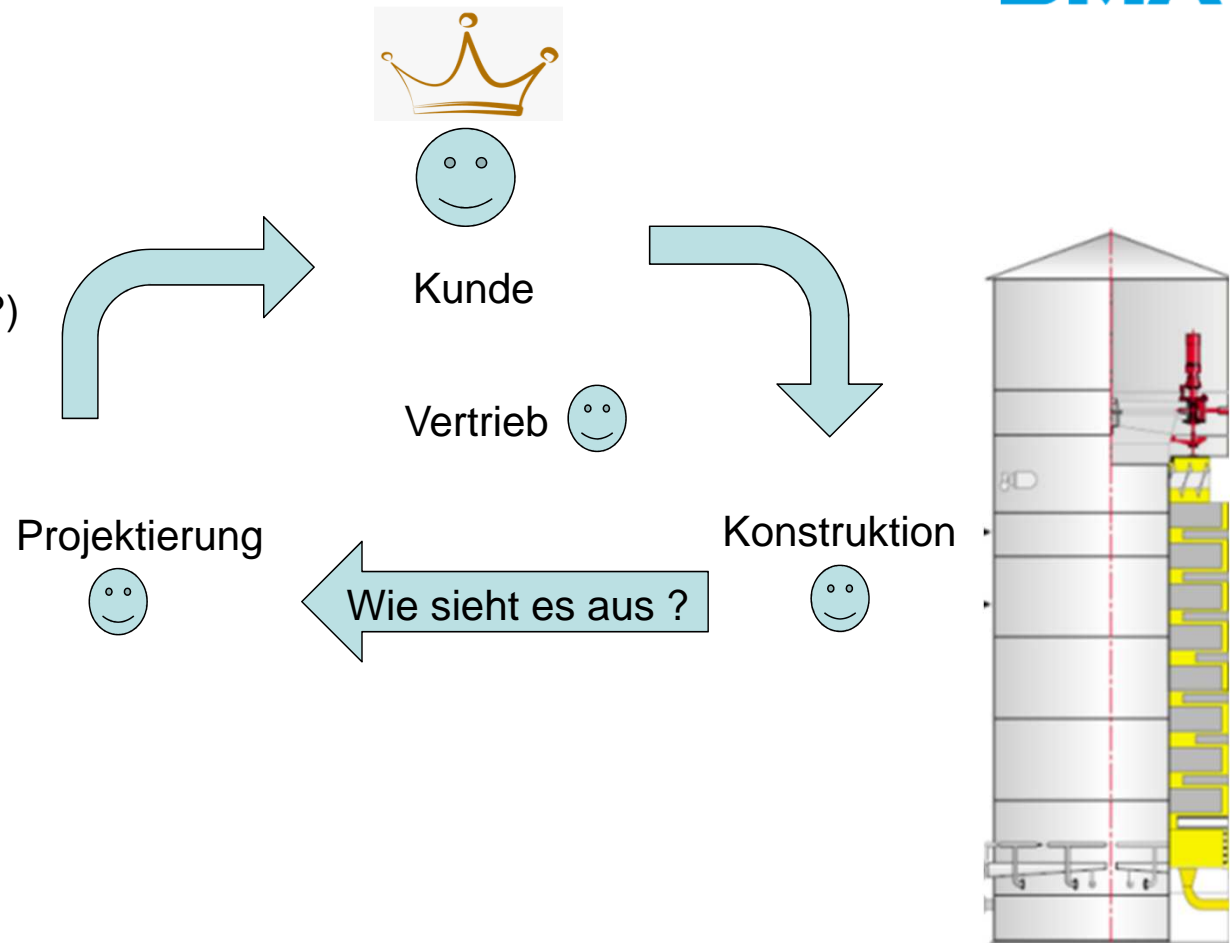 ?)
Kunde
Vertrieb
Projektierung
Konstruktion
Wie sieht es aus ?